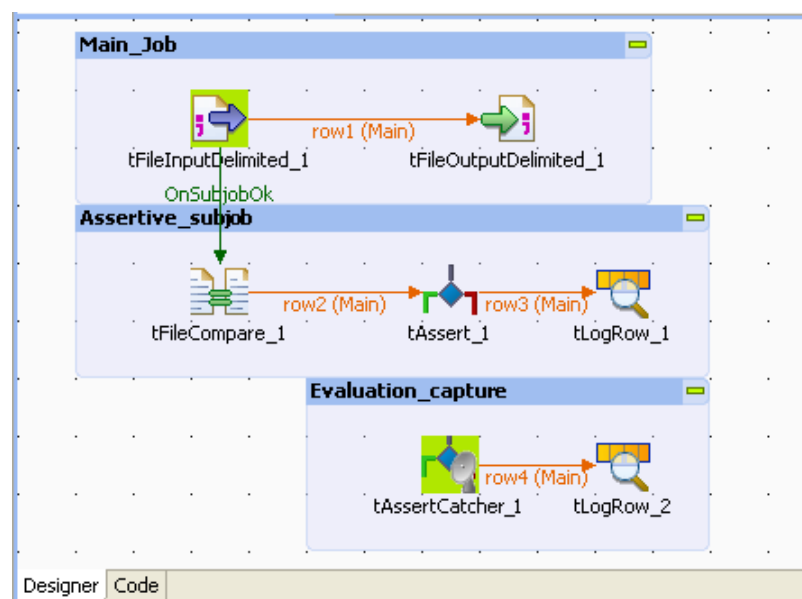 Main_Job
row1 (Main)
tFileInputDelimited_1
tFileOutputDelimited_1
OnSubjobOk
Assertive_subjob
row2 (Main)
row3 (Main)
tFileCompare_1
tAssert_1
tLogRow_1
Evaluation_capture
row4 (Main)
tAssertCatcher_1
tLogRow_2
Designer
Code